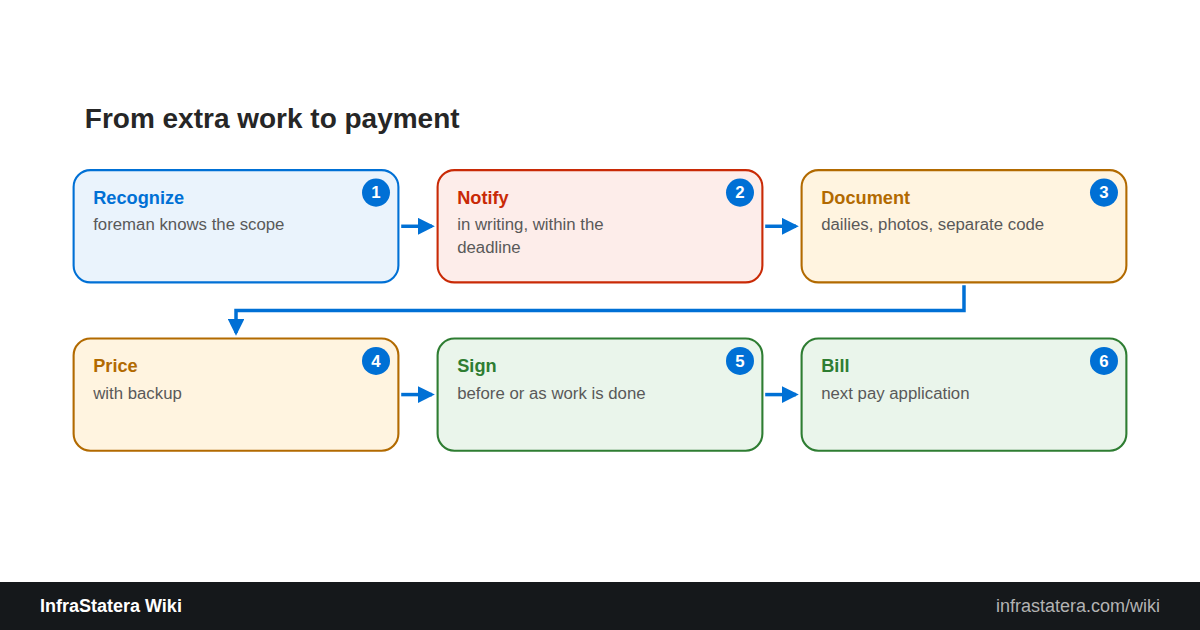 From extra work to payment
Recognize
1
foreman knows the scope
Notify
2
in writing, within the
deadline
Document
3
dailies, photos, separate code
Price
4
with backup
Sign
5
before or as work is done
Bill
6
next pay application
InfraStatera Wiki
infrastatera.com/wiki